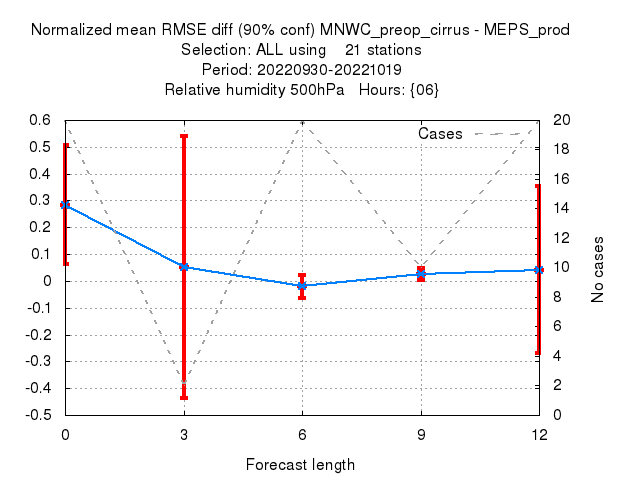 Normalized mean RMSE diff (90% conf) MNWC_preop_cirrus - MEPS_prod
Selection: ALL using 21 stations
Period: 20220930-20221019
Relative humidity 500hPa Hours: {06}
Cases
0.6
0.5
0.4
0.3
0.2
0.1
0
-0.1
-0.2
-0.3
-0.4
-0.5
20
18
16
14
12
10
8
6
4
2
0
No cases
0 3 6 9 12
Forecast length